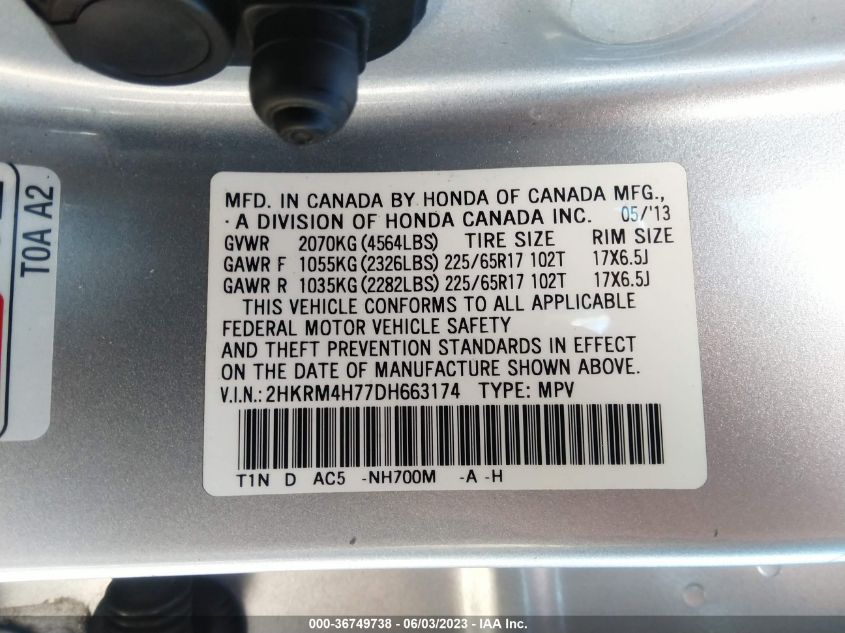 T0A A2
MFD. IN CANADA BY HONDA OF CANADA MFG.,
· A DIVISION OF HONDA CANADA INC. 05/'13
GVWR 2070KG (4564LBS) TIRE SIZE RIM SIZE
GAWR F 1055KG (2326LBS) 225/65R17 102T 17X6.5J
GAWR R 1035KG (2282LBS) 225/65R17 102T 17X6.5J
THIS VEHICLE CONFORMS TO ALL APPLICABLE
FEDERAL MOTOR VEHICLE SAFETY
AND THEFT PREVENTION STANDARDS IN EFFECT
ON THE DATE OF MANUFACTURE SHOWN ABOVE.
V.I.N.: 2HKRM4H77DH663174 TYPE: MPV
T1N D AC5 -NH700M -A -H
000-36749738 - 06/03/2023 - IAA Inc.